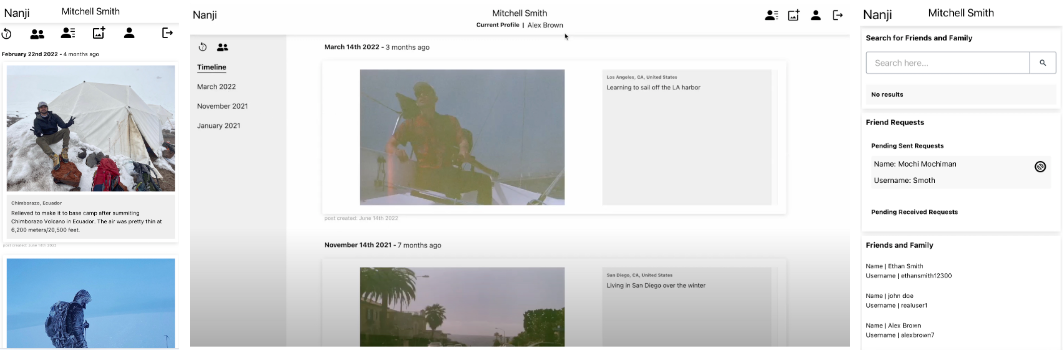 Nanji
Mitchell Smith
February 22nd 2022 - 4 months ago
Chimborazo, Ecuador
Relieved to make it to base camp after summiting
Chimborazo Volcano in Ecuador. The air was pretty thin at
6,200 meters/20,500 feet.
Nanji
Mitchell Smith
Current Profile | Alex Brown
Timeline
March 2022
November 2021
January 2021
March 14th 2022 - 3 months ago
Los Angeles, CA, United States
Learning to sail off the LA harbor
post created: June 14th 2022
November 14th 2021 - 7 months ago
San Diego, CA, United States
Living in San Diego over the winter
Nanji
Mitchell Smith
Search for Friends and Family
Search here...
No results
Friend Requests
Pending Sent Requests
Name: Mochi Mochiman
Username: Smoth
Pending Received Requests
Friends and Family
Name | Ethan Smith
Username | ethansmith12300
Name | john doe
Username | realuser1
Name | Alex Brown
Username | alexbrown7